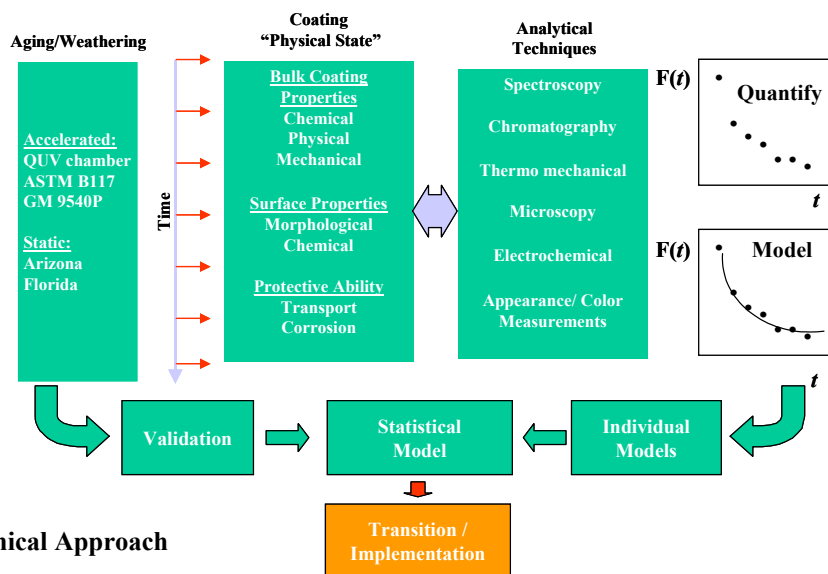 Aging/Weathering
Accelerated:
QUV chamber
ASTM B117
GM 9540P
Static:
Arizona
Florida
Time
Coating
“Physical State”
Bulk Coating
Properties
Chemical
Physical
Mechanical
Surface Properties
Morphological
Chemical
Protective Ability
Transport
Corrosion
Analytical
Techniques
Spectroscopy
Chromatography
Thermo mechanical
Microscopy
Electrochemical
Appearance/ Color
Measurements
F(t)
Quantify
t
F(t)
Model
t
Validation
Statistical
Model
Individual
Models
Transition /
Implementation
nical Approach